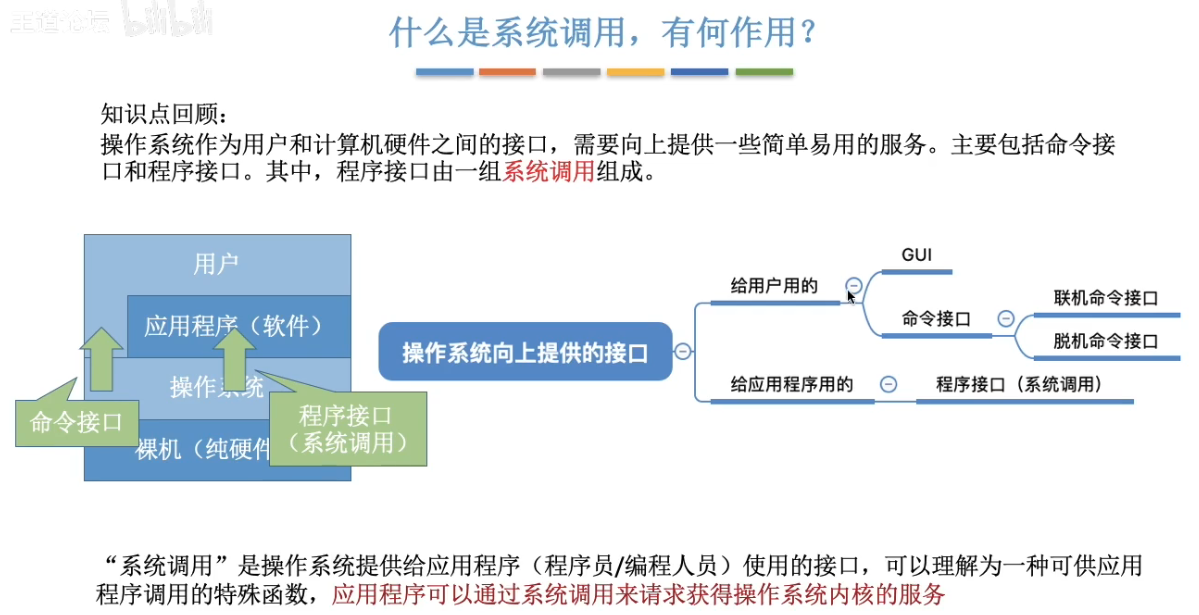 王道论坛 bilibili
什么是系统调用，有何作用？
知识点回顾：
操作系统作为用户和计算机硬件之间的接口，需要向上提供一些简单易用的服务。主要包括命令接
口和程序接口。其中，程序接口由一组系统调用组成。
用户
应用程序（软件）
操作系统
裸机（纯硬件
命令接口
程序接口
（系统调用）
操作系统向上提供的接口
给用户用的
GUI
命令接口
联机命令接口
脱机命令接口
给应用程序用的
程序接口（系统调用）
“系统调用”是操作系统提供给应用程序（程序员/编程人员）使用的接口，可以理解为一种可供应用
程序调用的特殊函数，应用程序可以通过系统调用来请求获得操作系统内核的服务